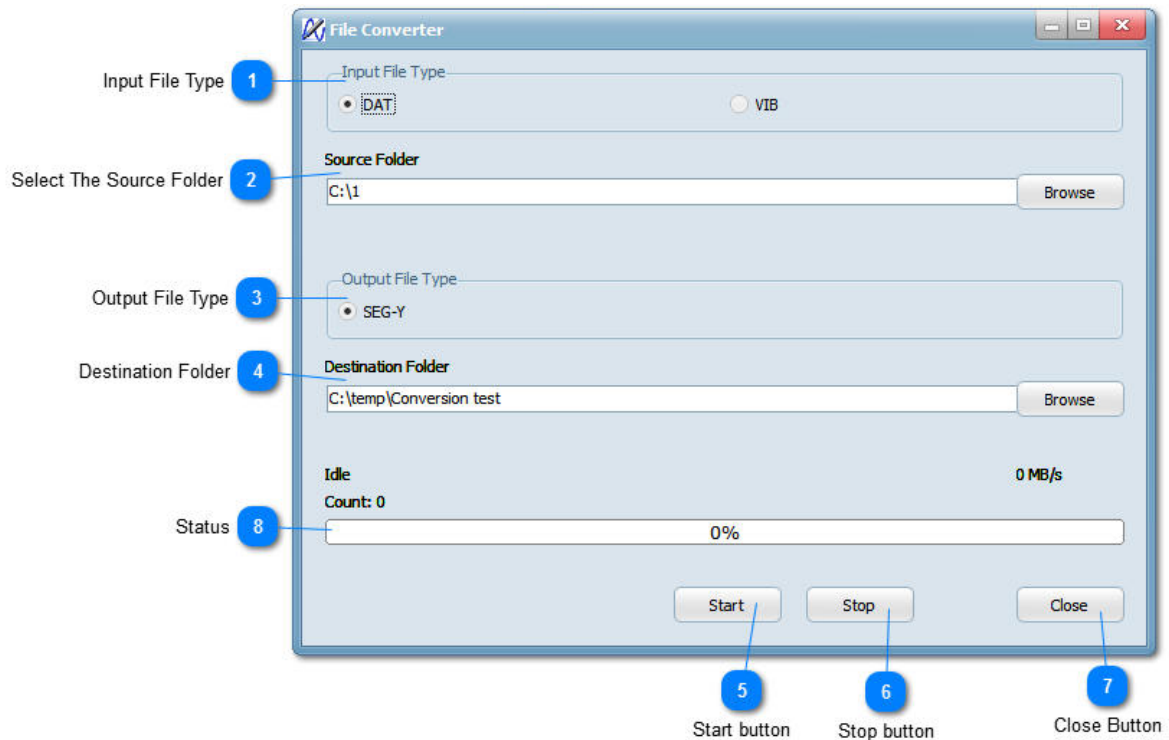 File Converter
Input File Type 1
Input File Type
DAT VIB
Source Folder
Select The Source Folder 2
C:\1 Browse
Output File Type
Output File Type 3
SEG-Y
Destination Folder
Destination Folder 4
C:\temp\Conversion test Browse
Idle 0 MB/s
Count: 0
Status 8
0%
Start Stop Close
5 6 7
Start button Stop button Close Button